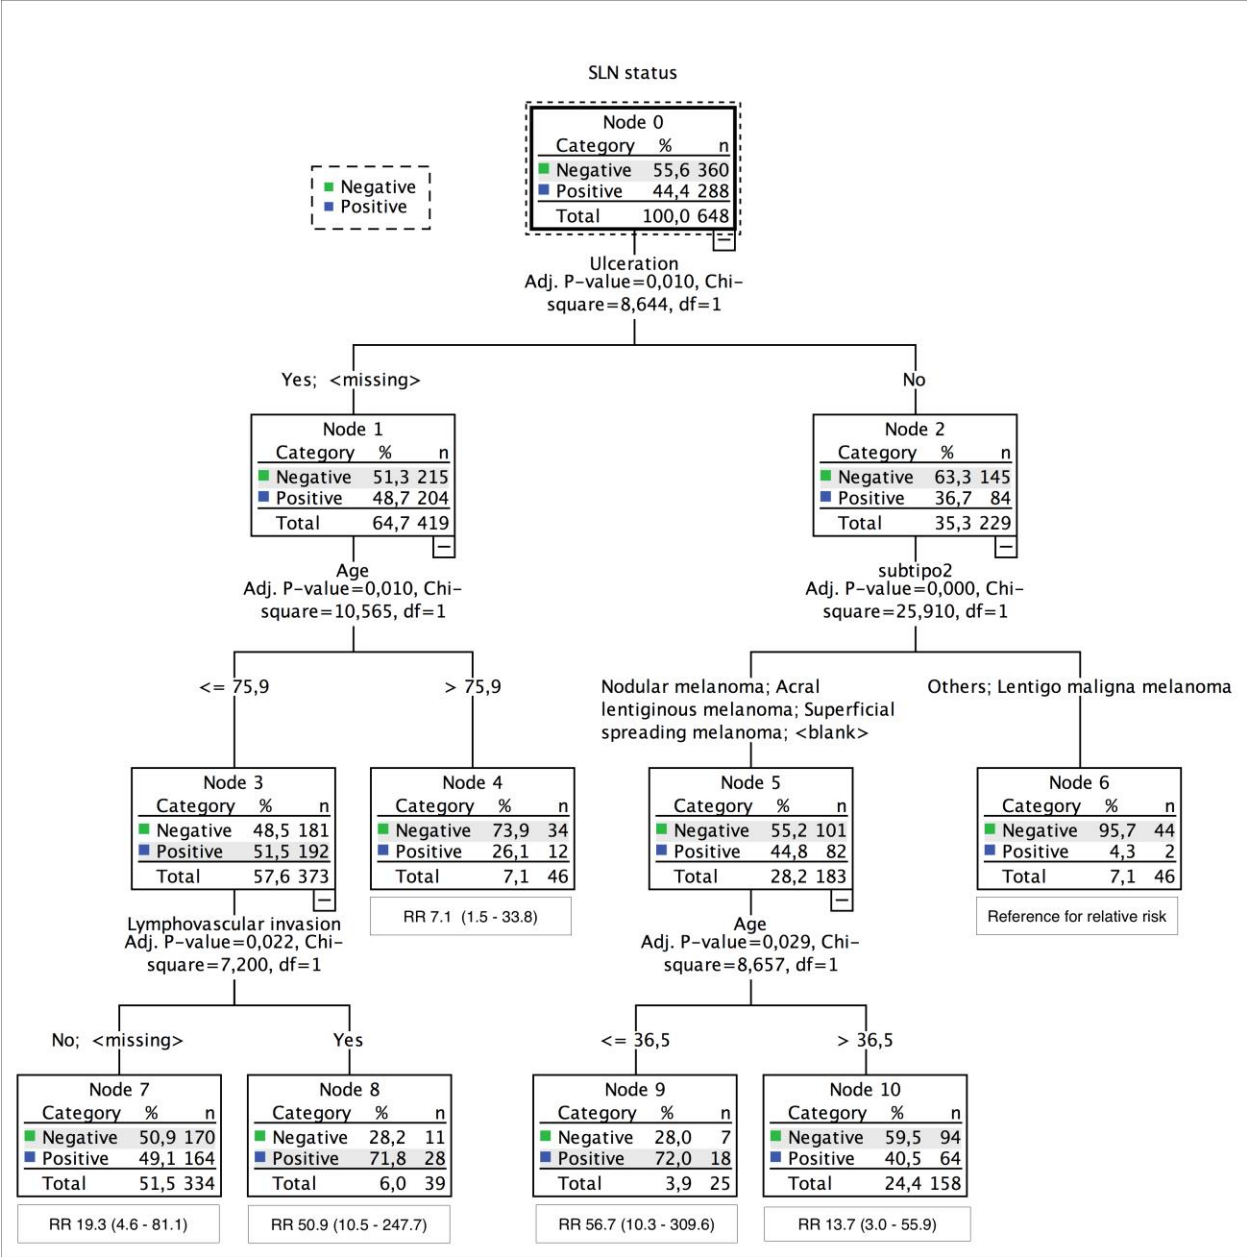 SLN status
Node 0
Category % n
Negative 55,6 360
Positive 44,4 288
Total 100,0 648
Negative
Positive
Ulceration
Adj. P-value=0,010, Chi-
square=8,644, df=1
Yes; <missing>
No
Node 1
Category % n
Negative 51,3 215
Positive 48,7 204
Total 64,7 419
Node 2
Category % n
Negative 63,3 145
Positive 36,7 84
Total 35,3 229
Age
Adj. P-value=0,010, Chi-
square=10,565, df=1
subtipo2
Adj. P-value=0,000, Chi-
square=25,910, df=1
<= 75,9
> 75,9
Nodular melanoma; Acral
lentiginous melanoma; Superficial
spreading melanoma; <blank>
Others; Lentigo maligna melanoma
Node 3
Category % n
Negative 48,5 181
Positive 51,5 192
Total 57,6 373
Node 4
Category % n
Negative 73,9 34
Positive 26,1 12
Total 7,1 46
RR 7.1 (1.5 - 33.8)
Node 5
Category % n
Negative 55,2 101
Positive 44,8 82
Total 28,2 183
Node 6
Category % n
Negative 95,7 44
Positive 4,3 2
Total 7,1 46
Reference for relative risk
Lymphovascular invasion
Adj. P-value=0,022, Chi-
square=7,200, df=1
Age
Adj. P-value=0,029, Chi-
square=8,657, df=1
No; <missing>
Yes
<= 36,5
> 36,5
Node 7
Category % n
Negative 50,9 170
Positive 49,1 164
Total 51,5 334
RR 19.3 (4.6 - 81.1)
Node 8
Category % n
Negative 28,2 11
Positive 71,8 28
Total 6,0 39
RR 50.9 (10.5 - 247.7)
Node 9
Category % n
Negative 28,0 7
Positive 72,0 18
Total 3,9 25
RR 56.7 (10.3 - 309.6)
Node 10
Category % n
Negative 59,5 94
Positive 40,5 64
Total 24,4 158
RR 13.7 (3.0 - 55.9)